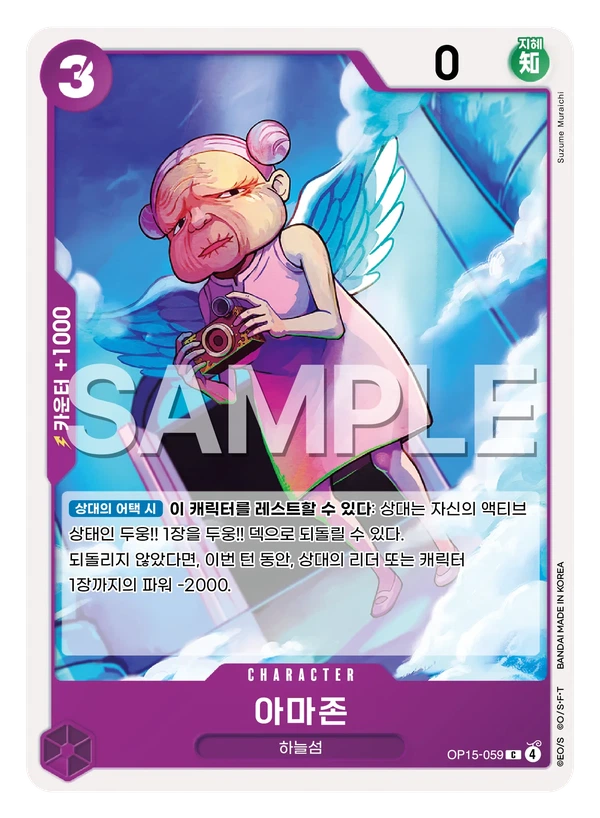 3
0
지혜
知
Suzume Muraichi
카운터 +1000
SAMPLE
상대의 어택 시 이 캐릭터를 레스트할 수 있다: 상대는 자신의 액티브
상태인 두웅!! 1장을 두웅!! 덱으로 되돌릴 수 있다.
되돌리지 않았다면, 이번 턴 동안, 상대의 리더 또는 캐릭터
1장까지의 파워 -2000.
CHARACTER
아마존
하늘섬
OP15-059 C 4
©EO/S ©O/S·F·T BANDAI MADE IN KOREA